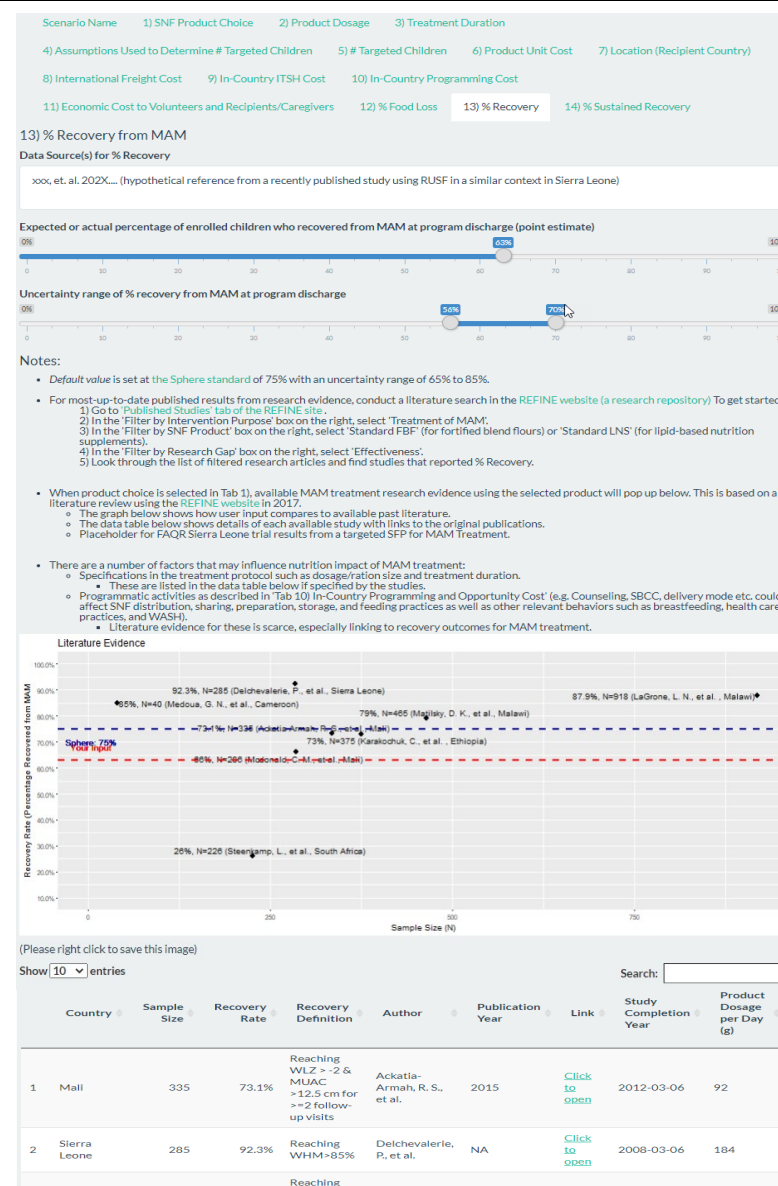 Scenario Name 1) SNF Product Choice 2) Product Dosage 3) Treatment Duration
4) Assumptions Used to Determine # Targeted Children 5) # Targeted Children 6) Product Unit Cost 7) Location (Recipient Country)
8) International Freight Cost 9) In-Country ITSH Cost 10) In-Country Programming Cost
11) Economic Cost to Volunteers and Recipients/Caregivers 12) % Food Loss 13) % Recovery 14) % Sustained Recovery
13) % Recovery from MAM
Data Source(s) for % Recovery
xxx, et. al. 202X.... (hypothetical reference from a recently published study using RUSF in a similar context in Sierra Leone)
Expected or actual percentage of enrolled children who recovered from MAM at program discharge (point estimate)
0% 63% 10
0 10 20 30 40 50 60 70 80 90
Uncertainty range of % recovery from MAM at program discharge
0% 56% 70% 10
0 10 20 30 40 50 60 70 80 90
Notes:
• Default value is set at the Sphere standard of 75% with an uncertainty range of 65% to 85%.
• For most-up-to-date published results from research evidence, conduct a literature search in the REFINE website (a research repository) To get started
1) Go to 'Published Studies' tab of the REFINE site .
2) In the 'Filter by Intervention Purpose' box on the right, select 'Treatment of MAM'.
3) In the 'Filter by SNF Product' box on the right, select 'Standard FBF' (for fortified blend flours) or 'Standard LNS' (for lipid-based nutrition
supplements).
4) In the 'Filter by Research Gap' box on the right, select 'Effectiveness'.
5) Look through the list of filtered research articles and find studies that reported % Recovery.
• When product choice is selected in Tab 1), available MAM treatment research evidence using the selected product will pop up below. This is based on a
literature review using the REFINE website in 2017.
◦ The graph below shows how user input compares to available past literature.
◦ The data table below shows details of each available study with links to the original publications.
◦ Placeholder for FAQR Sierra Leone trial results from a targeted SFP for MAM Treatment.
• There are a number of factors that may influence nutrition impact of MAM treatment:
◦ Specifications in the treatment protocol such as dosage/ration size and treatment duration.
▪ These are listed in the data table below if specified by the studies.
◦ Programmatic activities as described in 'Tab 10) In-Country Programming and Opportunity Cost' (e.g. Counseling, SBCC, delivery mode etc. coul
affect SNF distribution, sharing, preparation, storage, and feeding practices as well as other relevant behaviors such as breastfeeding, health care
practices, and WASH).
▪ Literature evidence for these is scarce, especially linking to recovery outcomes for MAM treatment.
Literature Evidence
Recovery Rate (Percentage Recovered from MAM)
100.0%
90.0%
80.0%
70.0%
60.0%
50.0%
40.0%
30.0%
20.0%
10.0%
92.3%, N=285 (Delchevalerie, P., et al., Sierra Leone)
87.9%, N=918 (LaGrone, L. N., et al. , Malawi)
85%, N=40 (Medoua, G. N., et al., Cameroon)
79%, N=465 (Matilsky, D. K., et al., Malawi)
73.1%, N=335 (Ackatia-Armah, R. S., et al., Mali)
Sphere: 75%
Your Input
73%, N=375 (Karakochuk, C., et al. , Ethiopia)
66%, N=286 (Mcdonald, C. M., et al., Mali)
26%, N=226 (Steenkamp, L., et al., South Africa)
0 250 500 750
Sample Size (N)
(Please right click to save this image)
Show 10 entries Search:
Country Sample Size Recovery Rate Recovery Definition Author Publication Year Link Study Completion Year Product Dosage per Day (g)
1 Mali 335 73.1% Reaching WLZ > -2 & MUAC >12.5 cm for >=2 follow-up visits Ackatia-Armah, R. S., et al. 2015 Click to open 2012-03-06 92
2 Sierra Leone 285 92.3% Reaching WHM>85% Delchevalerie, P., et al. NA Click to open 2008-03-06 184
Reaching